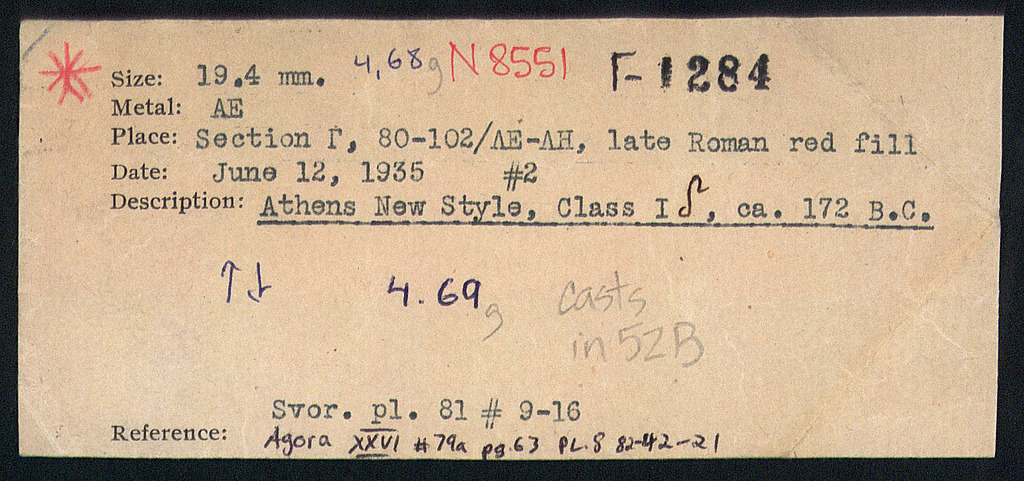 4,68g N 8551 Γ-1284
Size: 19.4 mm.
Metal: AE
Place: Section Γ, 80-102/ΛΕ-ΛΗ, late Roman red fill
Date: June 12, 1935 #2
Description: Athens New Style, Class I δ, ca. 172 B.C.
↑↓ 4.69g casts
in 52B
Svor. pl. 81 # 9-16
Reference: Agora XXVI #79a pg.63 PL.8 82-42-21